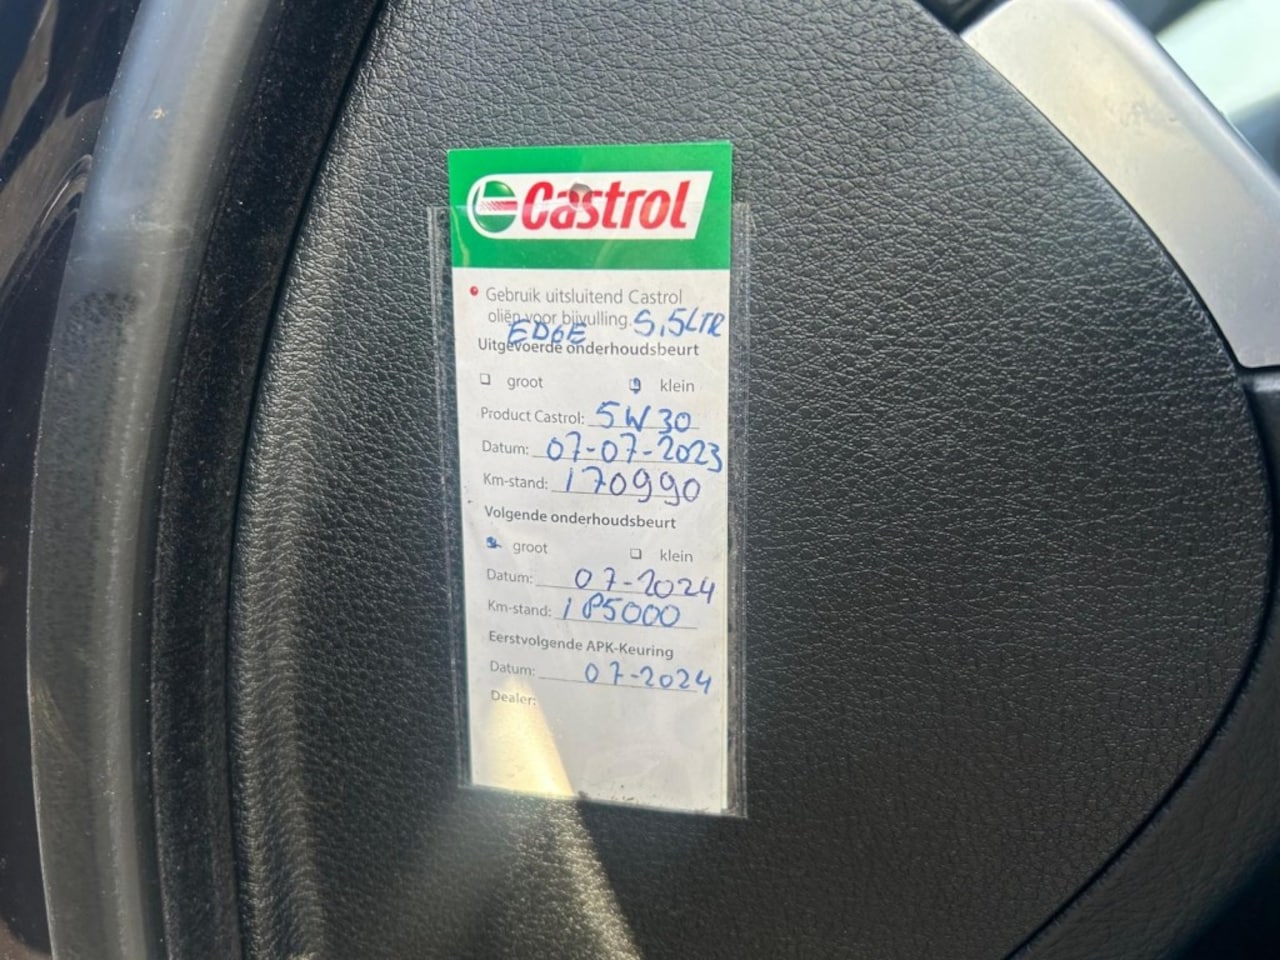 Castrol
Gebruik uitsluitend Castrol
oliën voor bijvulling. 5,5LTR
EDGE
Uitgevoerde onderhoudsbeurt
groot klein
Product Castrol: 5W30
Datum: 07-07-2023
Km-stand: 170990
Volgende onderhoudsbeurt
groot klein
Datum: 07-2024
Km-stand: 185000
Eerstvolgende APK-Keuring
Datum: 07-2024
Dealer: